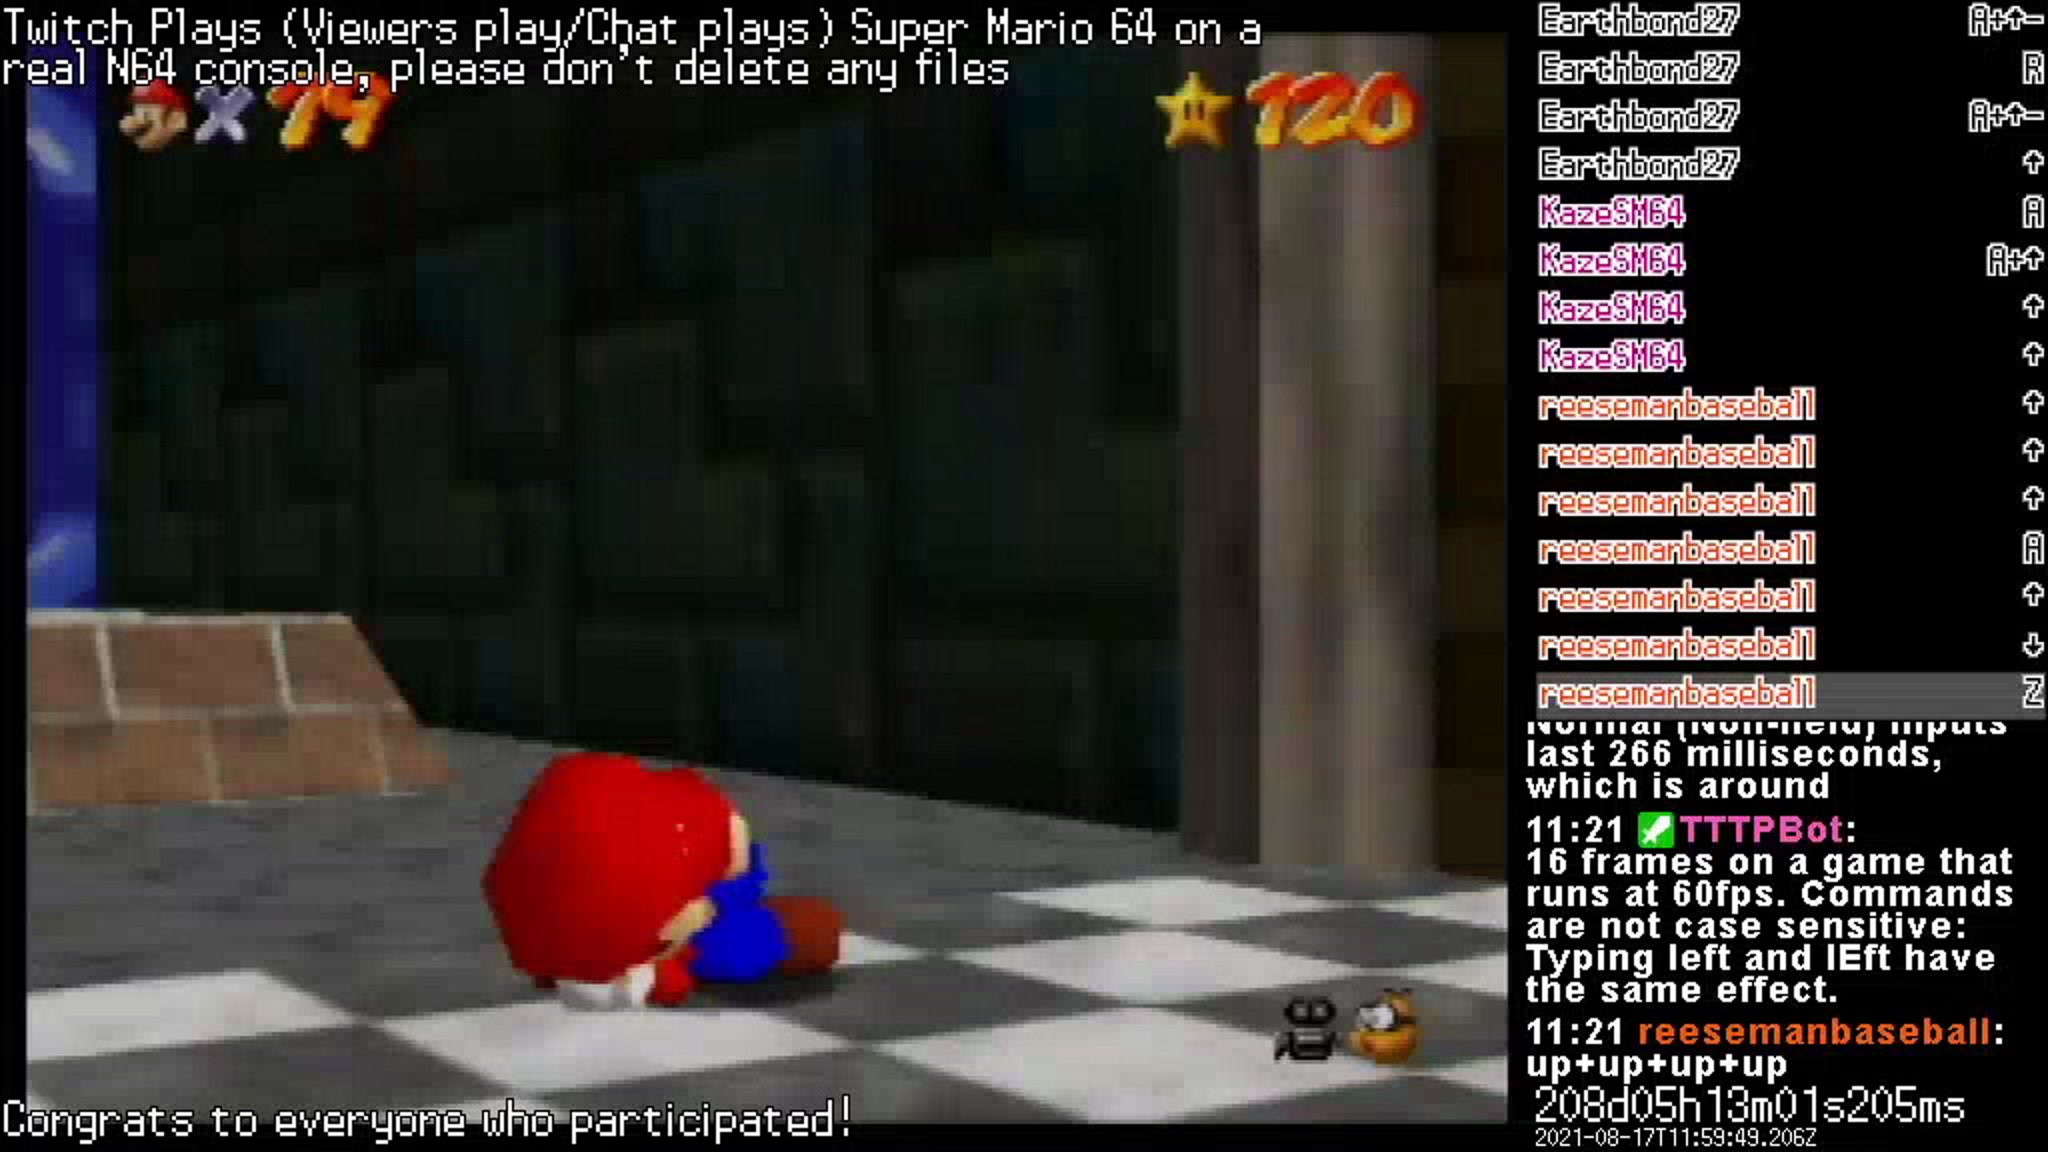 Twitch Plays (Viewers play/Chat plays) Super Mario 64 on a
real N64 console, please don't delete any files
x 74
120
Congrats to everyone who participated!
Earthbond27 A+↑-
Earthbond27 R
Earthbond27 A+↑-
Earthbond27 ↑
KazeSM64 A
KazeSM64 A+↑
KazeSM64 ↑
KazeSM64 ↑
reesemanbaseball ↑
reesemanbaseball ↑
reesemanbaseball ↑
reesemanbaseball A
reesemanbaseball ↑
reesemanbaseball ↓
reesemanbaseball Z
Normal (Non-held) inputs
last 266 milliseconds,
which is around
11:21 TTTPBot:
16 frames on a game that
runs at 60fps. Commands
are not case sensitive:
Typing left and lEft have
the same effect.
11:21 reesemanbaseball:
up+up+up+up
208d05h13m01s205ms
2021-08-17T11:59:49.206Z